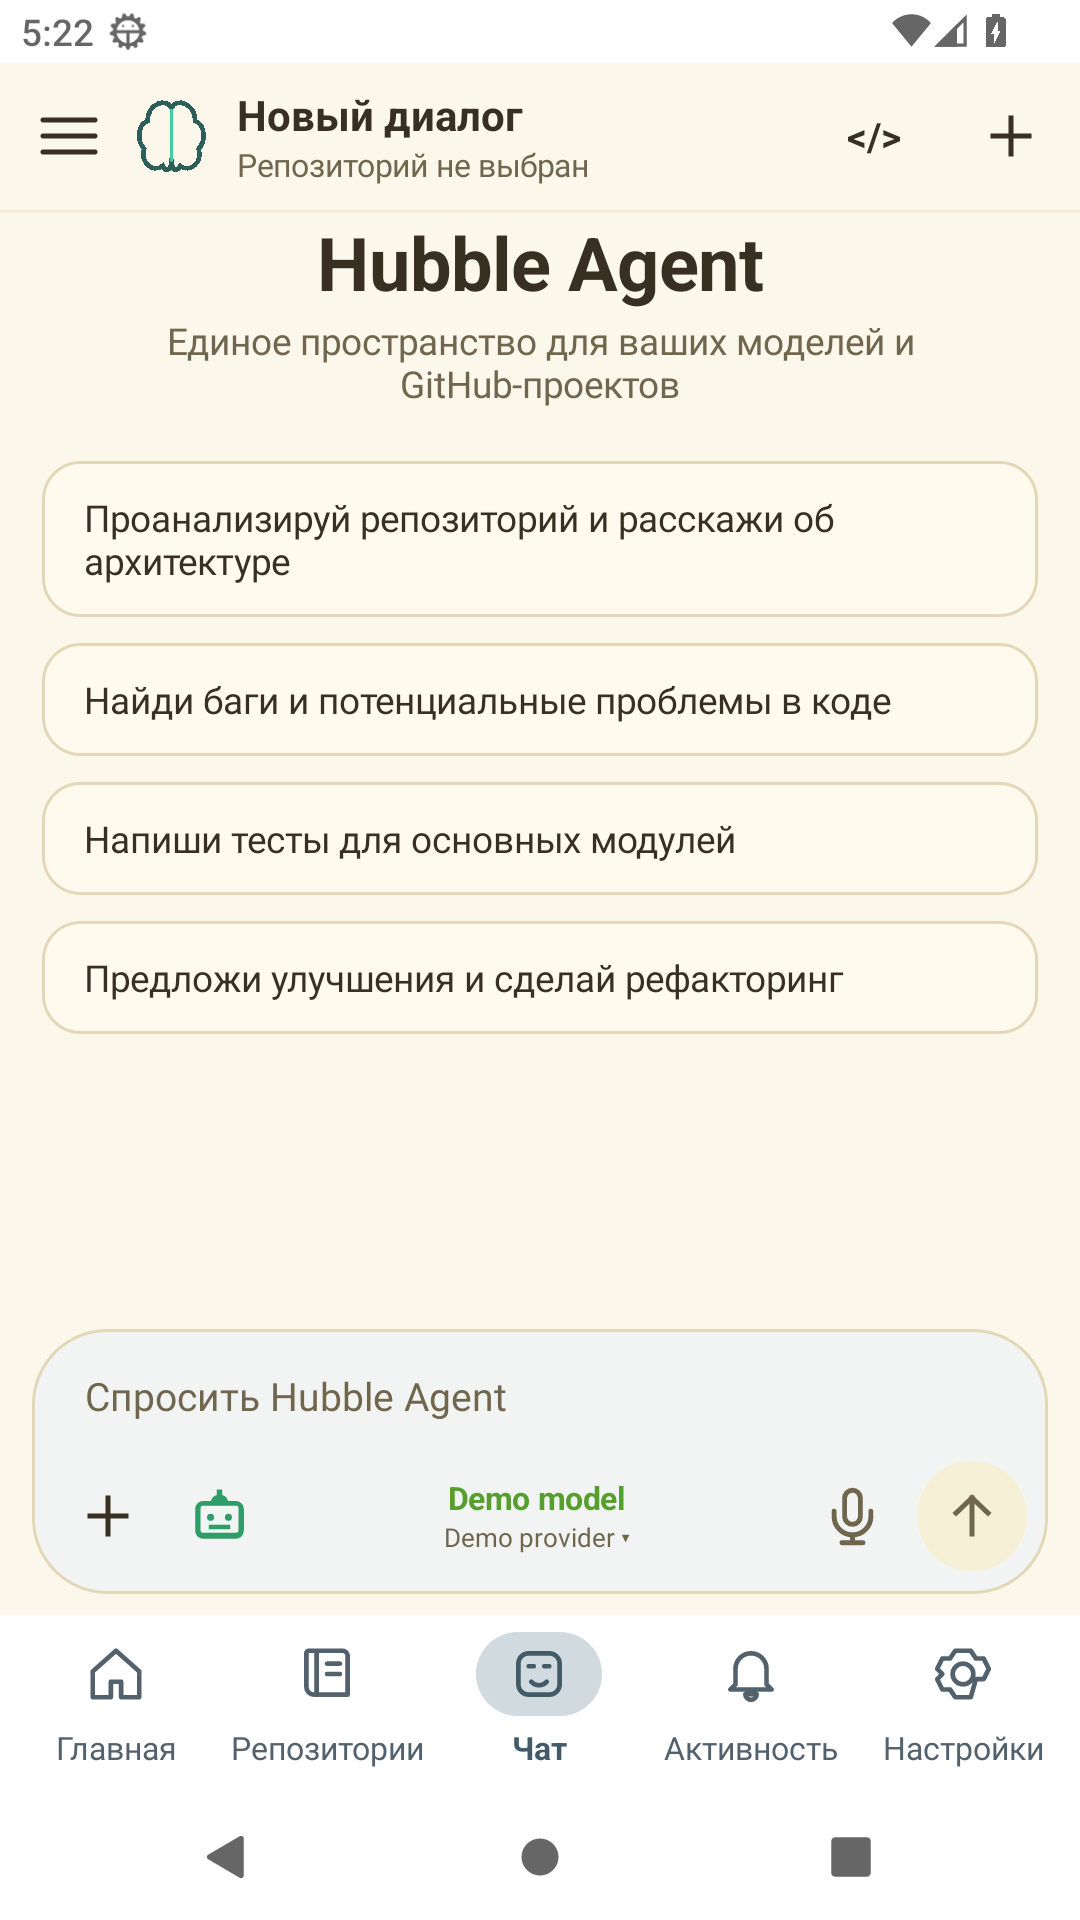 5:22
Новый диалог
Репозиторий не выбран
</>
Hubble Agent
Единое пространство для ваших моделей и
GitHub-проектов
Проанализируй репозиторий и расскажи об
архитектуре
Найди баги и потенциальные проблемы в коде
Напиши тесты для основных модулей
Предложи улучшения и сделай рефакторинг
Спросить Hubble Agent
Demo model
Demo provider ▾
Главная
Репозитории
Чат
Активность
Настройки